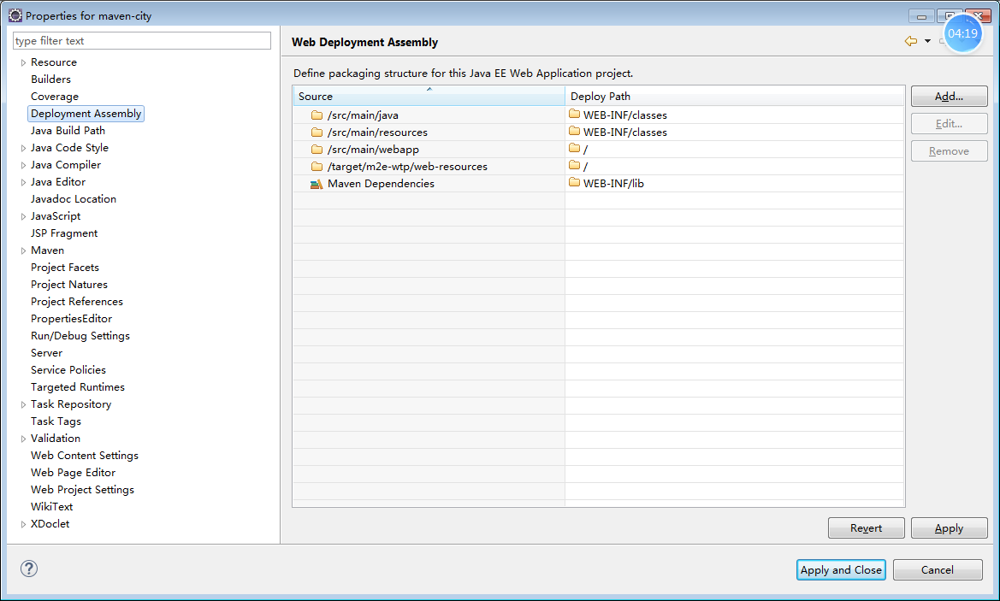 Properties for maven-city
04:19
type filter text
Resource
Builders
Coverage
Deployment Assembly
Java Build Path
Java Code Style
Java Compiler
Java Editor
Javadoc Location
JavaScript
JSP Fragment
Maven
Project Facets
Project Natures
Project References
PropertiesEditor
Run/Debug Settings
Server
Service Policies
Targeted Runtimes
Task Repository
Task Tags
Validation
Web Content Settings
Web Page Editor
Web Project Settings
WikiText
XDoclet
Web Deployment Assembly
Define packaging structure for this Java EE Web Application project.
Source Deploy Path
/src/main/java WEB-INF/classes
/src/main/resources WEB-INF/classes
/src/main/webapp /
/target/m2e-wtp/web-resources /
Maven Dependencies WEB-INF/lib
Add...
Edit...
Remove
Revert Apply
? Apply and Close Cancel